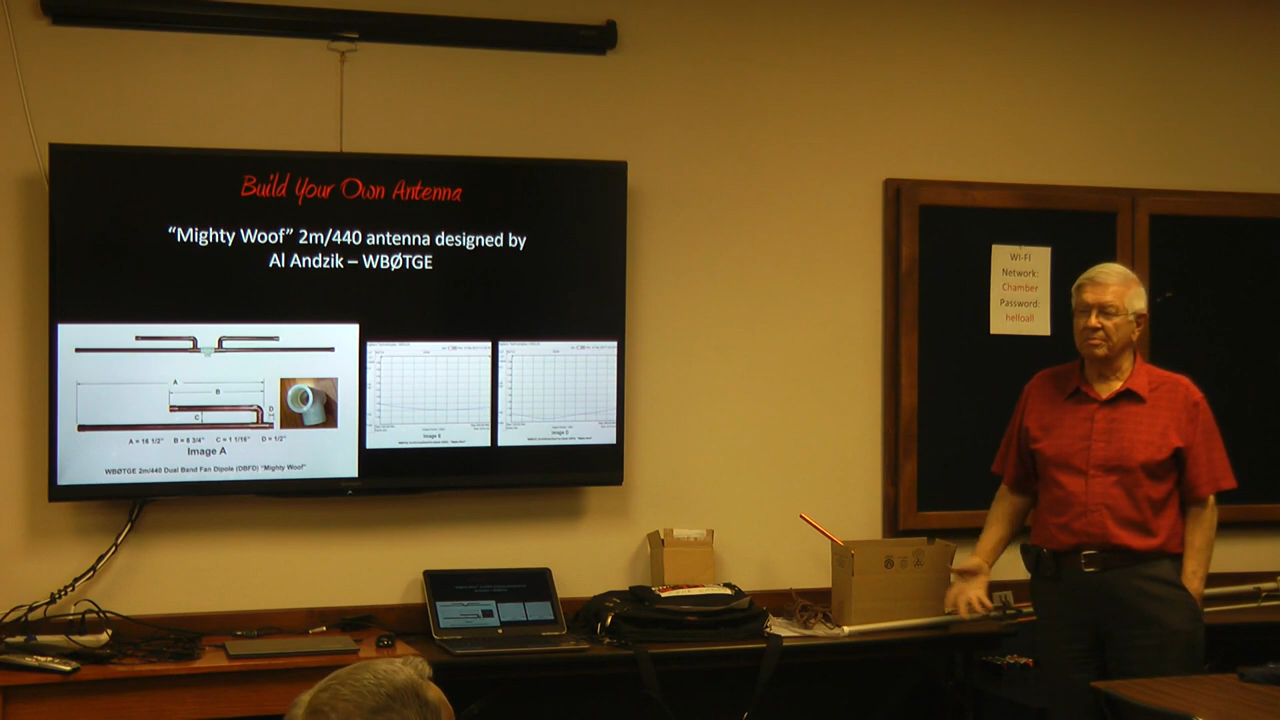 Build Your Own Antenna
“Mighty Woof” 2m/440 antenna designed by
Al Andzik – WBØTGE
A
B
C
D
A = 18 1/2" B = 8 3/4" C = 1 1/16" D = 1/2"
Image A
WBØTGE 2m/440 Dual Band Fan Dipole (DBFD) "Mighty Woof"
Image E
Image D
WI-FI
Network:
Chamber
Password:
helloall